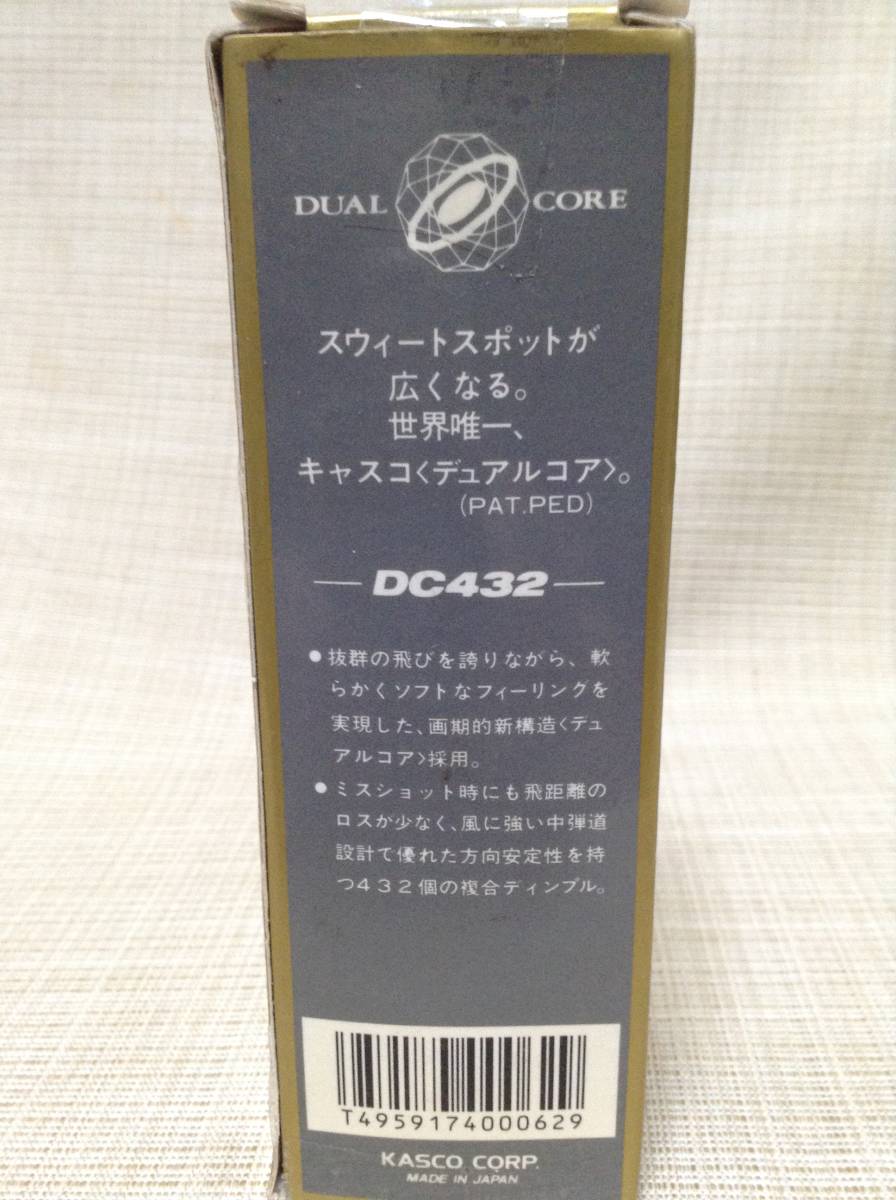 DUAL CORE
スウィートスポットが
広くなる。
世界唯一、
キャスコ〈デュアルコア〉。
(PAT.PED)
DC432
●抜群の飛びを誇りながら、軟
らかくソフトなフィーリングを
実現した、画期的新構造〈デュ
アルコア〉採用。
●ミスショット時にも飛距離の
ロスが少なく、風に強い中弾道
設計で優れた方向安定性を持
つ432個の複合ディンプル。
T4959174000629
KASCO CORP.
MADE IN JAPAN